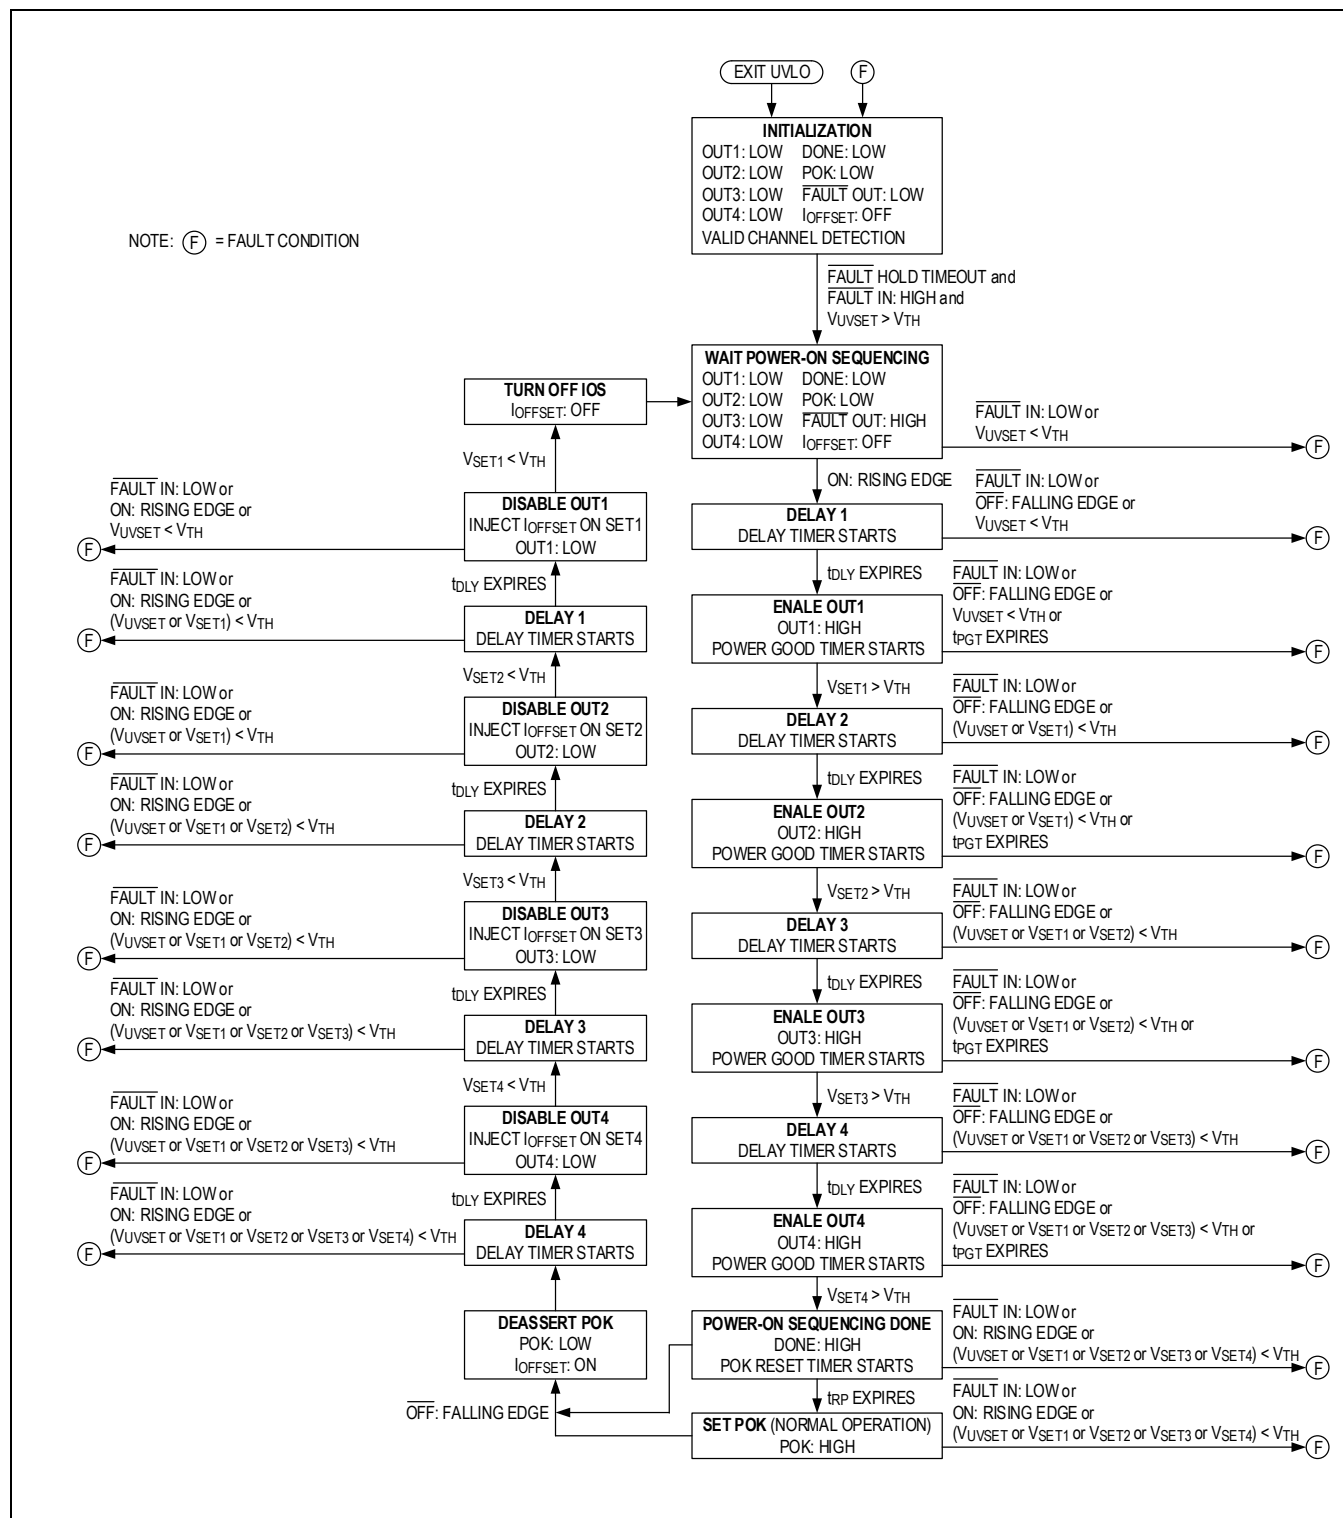 EXIT UVLO
F
INITIALIZATION
OUT1: LOW DONE: LOW
OUT2: LOW POK: LOW
OUT3: LOW FAULT OUT: LOW
OUT4: LOW IOFFSET: OFF
VALID CHANNEL DETECTION
NOTE: F = FAULT CONDITION
FAULT HOLD TIMEOUT and
FAULT IN: HIGH and
VUVSET > VTH
WAIT POWER-ON SEQUENCING
OUT1: LOW DONE: LOW
OUT2: LOW POK: LOW
OUT3: LOW FAULT OUT: HIGH
OUT4: LOW IOFFSET: OFF
FAULT IN: LOW or
VUVSET < VTH
F
ON: RISING EDGE
DELAY 1
DELAY TIMER STARTS
FAULT IN: LOW or
OFF: FALLING EDGE or
VUVSET < VTH
F
tDLY EXPIRES
ENALE OUT1
OUT1: HIGH
POWER GOOD TIMER STARTS
FAULT IN: LOW or
OFF: FALLING EDGE or
VUVSET < VTH or
tPGT EXPIRES
F
VSET1 > VTH
DELAY 2
DELAY TIMER STARTS
FAULT IN: LOW or
OFF: FALLING EDGE or
(VUVSET or VSET1) < VTH
F
tDLY EXPIRES
ENALE OUT2
OUT2: HIGH
POWER GOOD TIMER STARTS
FAULT IN: LOW or
OFF: FALLING EDGE or
(VUVSET or VSET1) < VTH or
tPGT EXPIRES
F
VSET2 > VTH
DELAY 3
DELAY TIMER STARTS
FAULT IN: LOW or
OFF: FALLING EDGE or
(VUVSET or VSET1 or VSET2) < VTH
F
tDLY EXPIRES
ENALE OUT3
OUT3: HIGH
POWER GOOD TIMER STARTS
FAULT IN: LOW or
OFF: FALLING EDGE or
(VUVSET or VSET1 or VSET2) < VTH or
tPGT EXPIRES
F
VSET3 > VTH
DELAY 4
DELAY TIMER STARTS
FAULT IN: LOW or
OFF: FALLING EDGE or
(VUVSET or VSET1 or VSET2 or VSET3) < VTH
F
tDLY EXPIRES
ENALE OUT4
OUT4: HIGH
POWER GOOD TIMER STARTS
FAULT IN: LOW or
OFF: FALLING EDGE or
(VUVSET or VSET1 or VSET2 or VSET3) < VTH or
tPGT EXPIRES
F
VSET4 > VTH
POWER-ON SEQUENCING DONE
DONE: HIGH
POK RESET TIMER STARTS
FAULT IN: LOW or
ON: RISING EDGE or
(VUVSET or VSET1 or VSET2 or VSET3 or VSET4) < VTH
F
tRP EXPIRES
SET POK (NORMAL OPERATION)
POK: HIGH
FAULT IN: LOW or
ON: RISING EDGE or
(VUVSET or VSET1 or VSET2 or VSET3 or VSET4) < VTH
F
TURN OFF IOS
IOFFSET: OFF
VSET1 < VTH
DISABLE OUT1
INJECT IOFFSET ON SET1
OUT1: LOW
FAULT IN: LOW or
ON: RISING EDGE or
VUVSET < VTH
F
tDLY EXPIRES
DELAY 1
DELAY TIMER STARTS
FAULT IN: LOW or
ON: RISING EDGE or
(VUVSET or VSET1) < VTH
F
VSET2 < VTH
DISABLE OUT2
INJECT IOFFSET ON SET2
OUT2: LOW
FAULT IN: LOW or
ON: RISING EDGE or
(VUVSET or VSET1) < VTH
F
tDLY EXPIRES
DELAY 2
DELAY TIMER STARTS
FAULT IN: LOW or
ON: RISING EDGE or
(VUVSET or VSET1 or VSET2) < VTH
F
VSET3 < VTH
DISABLE OUT3
INJECT IOFFSET ON SET3
OUT3: LOW
FAULT IN: LOW or
ON: RISING EDGE or
(VUVSET or VSET1 or VSET2) < VTH
F
tDLY EXPIRES
DELAY 3
DELAY TIMER STARTS
FAULT IN: LOW or
ON: RISING EDGE or
(VUVSET or VSET1 or VSET2 or VSET3) < VTH
F
VSET4 < VTH
DISABLE OUT4
INJECT IOFFSET ON SET4
OUT4: LOW
FAULT IN: LOW or
ON: RISING EDGE or
(VUVSET or VSET1 or VSET2 or VSET3) < VTH
F
tDLY EXPIRES
DELAY 4
DELAY TIMER STARTS
FAULT IN: LOW or
ON: RISING EDGE or
(VUVSET or VSET1 or VSET2 or VSET3 or VSET4) < VTH
F
DEASSERT POK
POK: LOW
IOFFSET: ON
OFF: FALLING EDGE